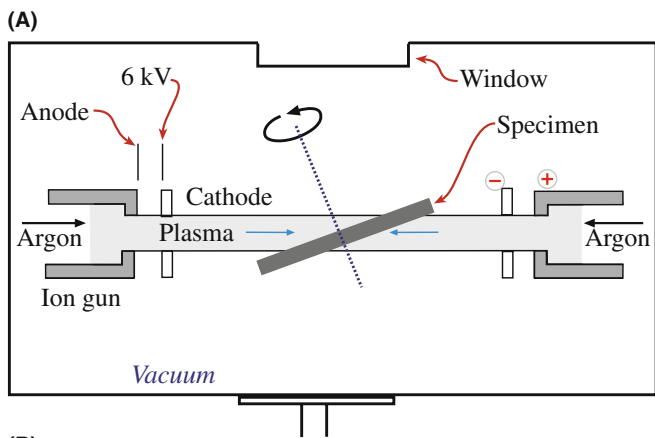 (A)
6 kV
Window
Anode
Specimen
− +
Cathode
Argon Plasma Argon
Ion gun
Vacuum